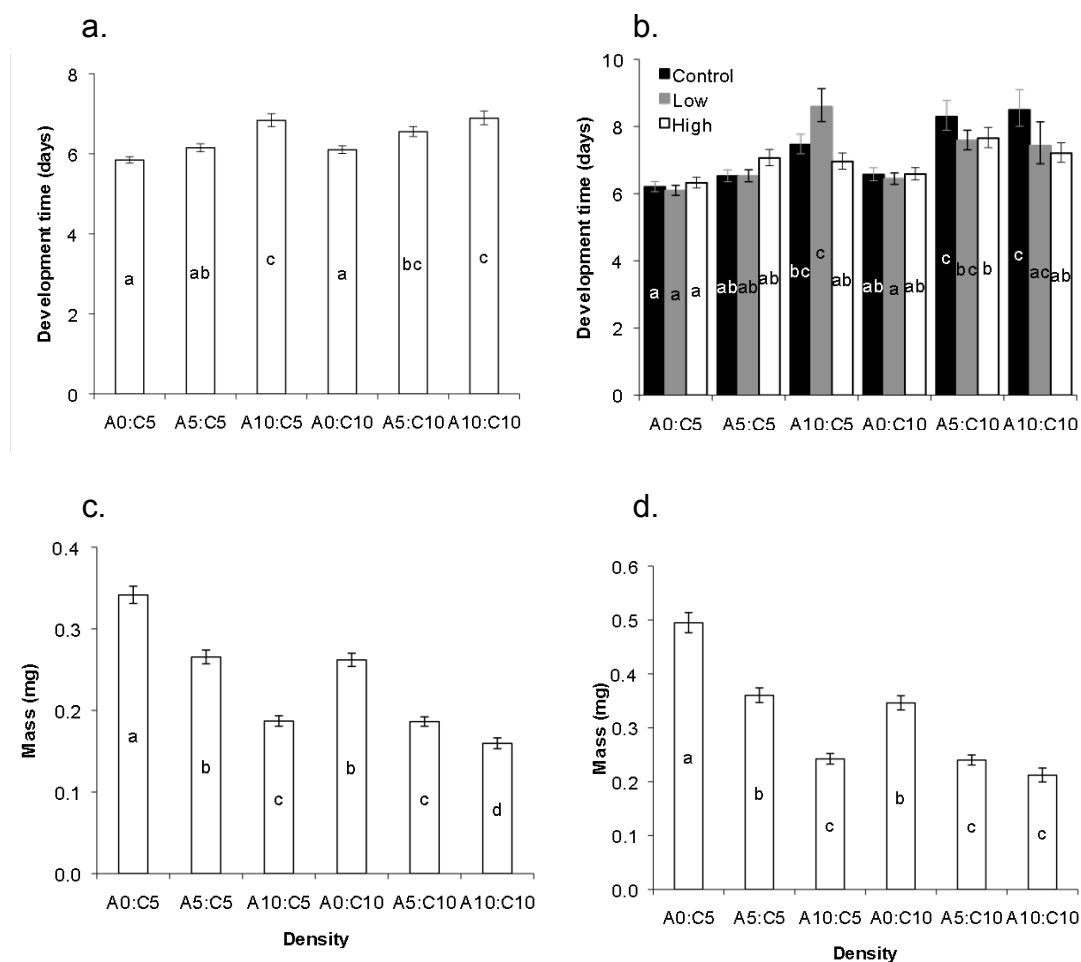 a.
8
6
4
2
0
Development time (days)
a
ab
c
a
bc
c
A0:C5
A5:C5
A10:C5
A0:C10
A5:C10
A10:C10
b.
10
8
6
4
2
0
Development time (days)
Control
Low
High
a
a
a
ab
ab
ab
bc
c
ab
ab
a
ab
c
bc
b
c
ac
ab
A0:C5
A5:C5
A10:C5
A0:C10
A5:C10
A10:C10
c.
0.4
0.3
0.2
0.1
0.0
Mass (mg)
a
b
c
b
c
d
A0:C5
A5:C5
A10:C5
A0:C10
A5:C10
A10:C10
Density
d.
0.6
0.5
0.4
0.3
0.2
0.1
0.0
Mass (mg)
a
b
c
b
c
c
A0:C5
A5:C5
A10:C5
A0:C10
A5:C10
A10:C10
Density